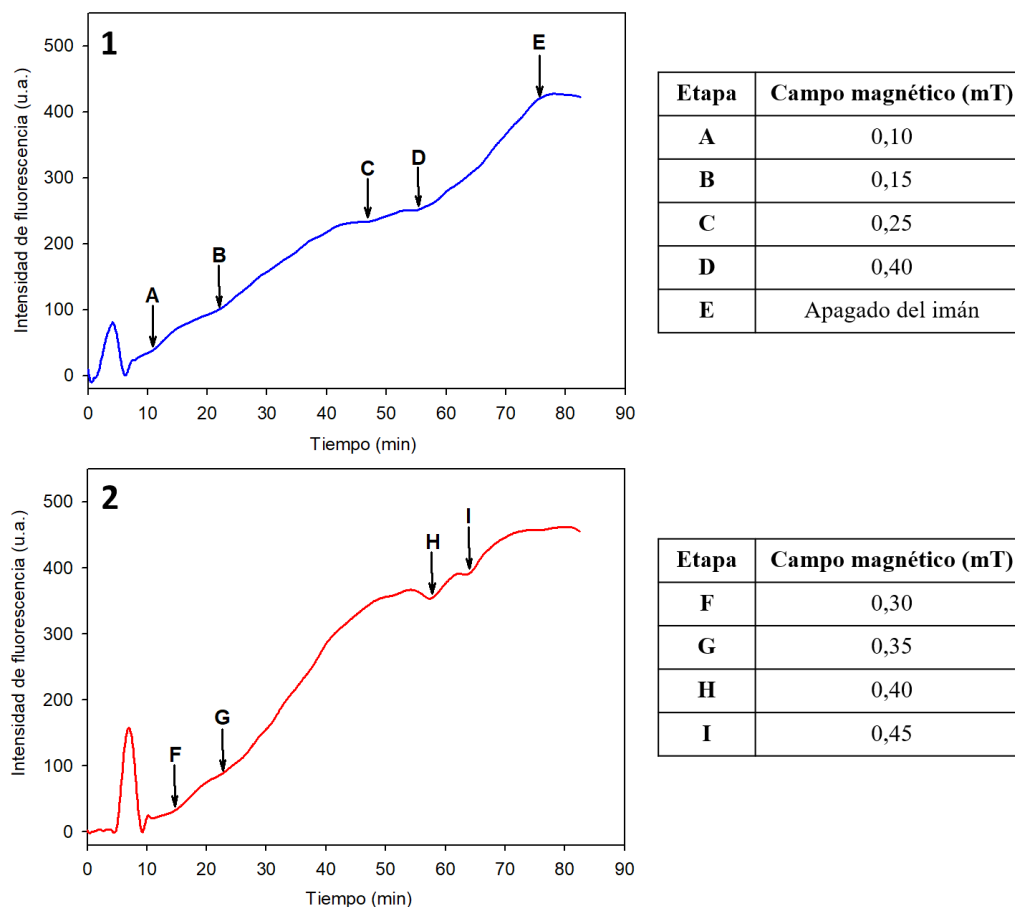 1
Intensidad de fluorescencia (u.a.)
500
400
300
200
100
0
A
B
C
D
E
0 10 20 30 40 50 60 70 80 90
Tiempo (min)
Etapa Campo magnético (mT)
A 0,10
B 0,15
C 0,25
D 0,40
E Apagado del imán
2
Intensidad de fluorescencia (u.a.)
500
400
300
200
100
0
F
G
H
I
0 10 20 30 40 50 60 70 80 90
Tiempo (min)
Etapa Campo magnético (mT)
F 0,30
G 0,35
H 0,40
I 0,45